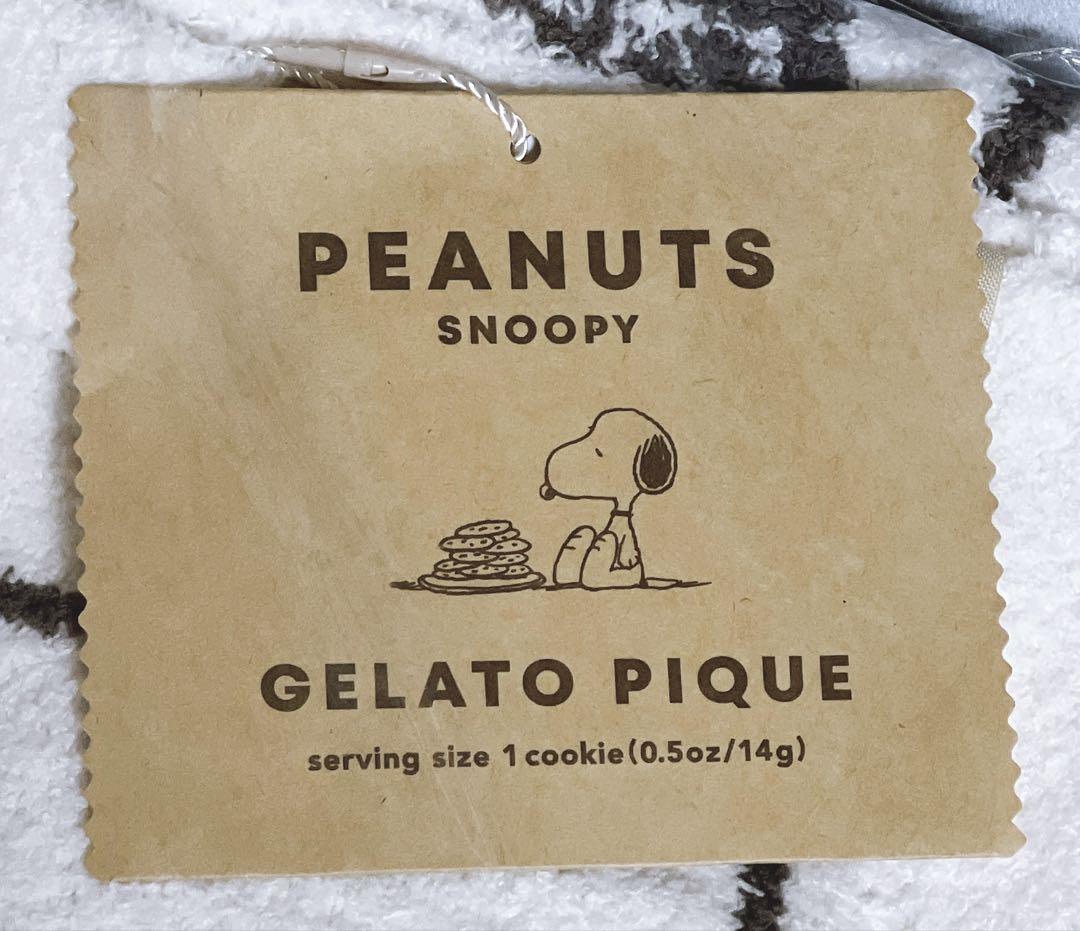 PEANUTS
SNOOPY
GELATO PIQUE
serving size 1 cookie(0.5oz/14g)